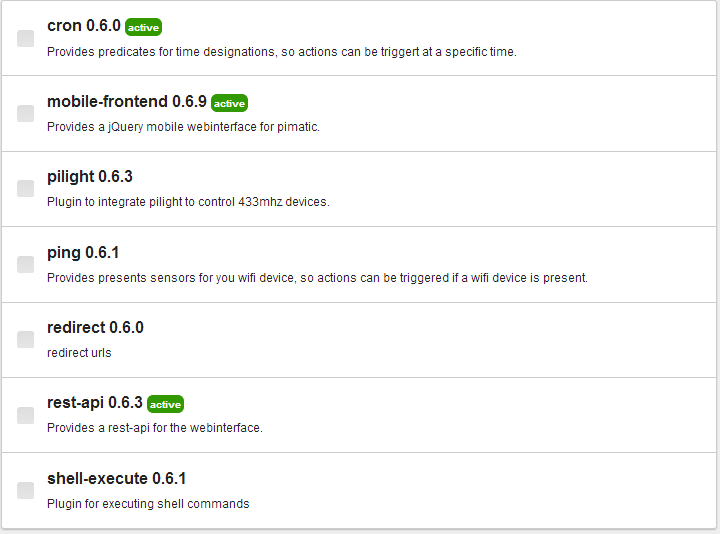 cron 0.6.0 active
Provides predicates for time designations, so actions can be triggert at a specific time.
mobile-frontend 0.6.9 active
Provides a jQuery mobile webinterface for pimatic.
pilight 0.6.3
Plugin to integrate pilight to control 433mhz devices.
ping 0.6.1
Provides presents sensors for you wifi device, so actions can be triggered if a wifi device is present.
redirect 0.6.0
redirect urls
rest-api 0.6.3 active
Provides a rest-api for the webinterface.
shell-execute 0.6.1
Plugin for executing shell commands